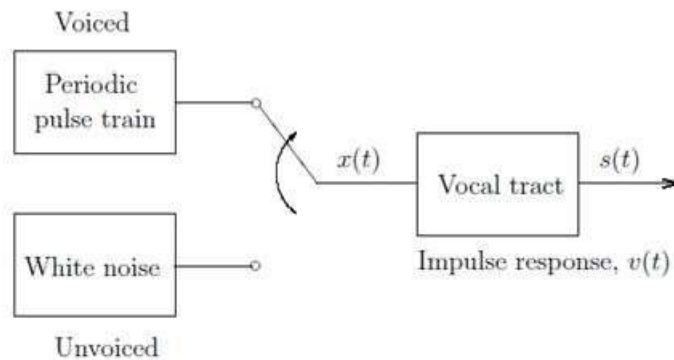 Voiced
Periodic
pulse train
x(t)
s(t)
Vocal tract
White noise
Impulse response, v(t)
Unvoiced